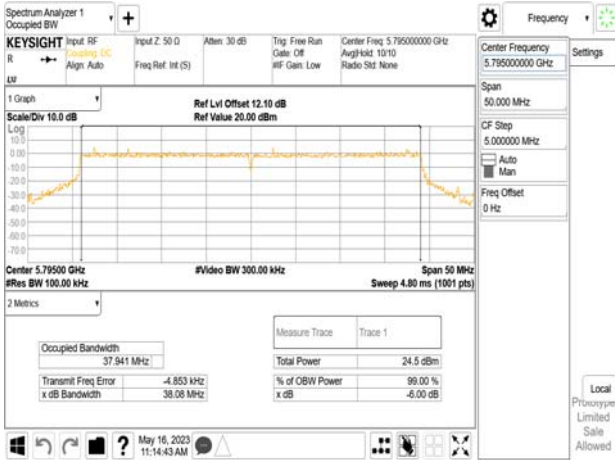 Spectrum Analyzer 1
Occupied BW
Frequency
KEYSIGHT
R
LXI
Input: RF
Coupling: DC
Align: Auto
Input Z: 50 Ω
Freq Ref: Int (S)
Atten: 30 dB
Trig: Free Run
Gate: Off
#IF Gain: Low
Center Freq: 5.795000000 GHz
Avg|Hold: 10/10
Radio Std: None
Center Frequency
5.795000000 GHz
Settings
Span
50.000 MHz
CF Step
5.000000 MHz
Auto
Man
Freq Offset
0 Hz
1 Graph
Scale/Div 10.0 dB
Ref Lvl Offset 12.10 dB
Ref Value 20.00 dBm
Log
10.0
0.00
-10.0
-20.0
-30.0
-40.0
-50.0
-60.0
-70.0
Center 5.79500 GHz
#Video BW 300.00 kHz
Span 50 MHz
#Res BW 100.00 kHz
Sweep 4.80 ms (1001 pts)
2 Metrics
Measure Trace
Trace 1
Occupied Bandwidth
37.941 MHz
Total Power
24.5 dBm
Transmit Freq Error
-4.853 kHz
% of OBW Power
99.00 %
x dB Bandwidth
38.08 MHz
x dB
-6.00 dB
Local
Prototype
Limited
Sale
Allowed
?
May 16, 2023
11:14:43 AM